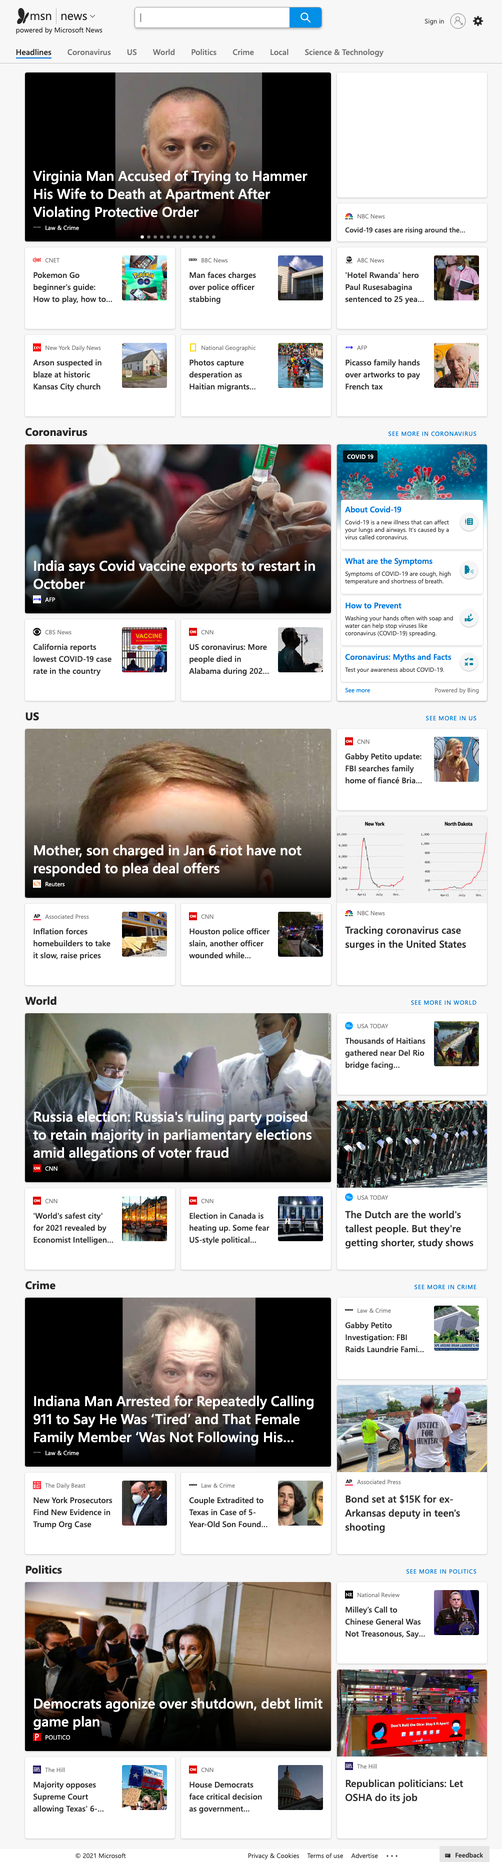 msn | news
powered by Microsoft News
Sign in
Headlines Coronavirus US World Politics Crime Local Science & Technology
Virginia Man Accused of Trying to Hammer
His Wife to Death at Apartment After
Violating Protective Order
Law & Crime
NBC News
Covid-19 cases are rising around the...
CNET
Pokemon Go
beginner's guide:
How to play, how to...
BBC News
Man faces charges
over police officer
stabbing
ABC News
'Hotel Rwanda' hero
Paul Rusesabagina
sentenced to 25 yea...
New York Daily News
Arson suspected in
blaze at historic
Kansas City church
National Geographic
Photos capture
desperation as
Haitian migrants...
AFP
Picasso family hands
over artworks to pay
French tax
Coronavirus
SEE MORE IN CORONAVIRUS
India says Covid vaccine exports to restart in
October
AFP
COVID 19
About Covid-19
Covid-19 is a new illness that can affect
your lungs and airways. It's caused by a
virus called coronavirus.
What are the Symptoms
Symptoms of COVID-19 are cough, high
temperature and shortness of breath.
How to Prevent
Washing your hands often with soap and
water can help stop viruses like
coronavirus (COVID-19) spreading.
Coronavirus: Myths and Facts
Test your awareness about COVID-19.
See more
Powered by Bing
CBS News
California reports
lowest COVID-19 case
rate in the country
VACCINE
CNN
US coronavirus: More
people died in
Alabama during 202...
US
SEE MORE IN US
Mother, son charged in Jan 6 riot have not
responded to plea deal offers
Reuters
CNN
Gabby Petito update:
FBI searches family
home of fiancé Bria...
New York
North Dakota
NBC News
Tracking coronavirus case
surges in the United States
AP Associated Press
Inflation forces
homebuilders to take
it slow, raise prices
CNN
Houston police officer
slain, another officer
wounded while...
World
SEE MORE IN WORLD
Russia election: Russia's ruling party poised
to retain majority in parliamentary elections
amid allegations of voter fraud
CNN
USA TODAY
Thousands of Haitians
gathered near Del Rio
bridge facing...
USA TODAY
The Dutch are the world's
tallest people. But they're
getting shorter, study shows
CNN
'World's safest city'
for 2021 revealed by
Economist Intelligen...
CNN
Election in Canada is
heating up. Some fear
US-style political...
Crime
SEE MORE IN CRIME
Indiana Man Arrested for Repeatedly Calling
911 to Say He Was 'Tired' and That Female
Family Member 'Was Not Following His...
Law & Crime
Law & Crime
Gabby Petito
Investigation: FBI
Raids Laundrie Fami...
JUSTICE
FOR
HUNTER
AP Associated Press
Bond set at $15K for ex-
Arkansas deputy in teen's
shooting
The Daily Beast
New York Prosecutors
Find New Evidence in
Trump Org Case
Law & Crime
Couple Extradited to
Texas in Case of 5-
Year-Old Son Found...
Politics
SEE MORE IN POLITICS
Democrats agonize over shutdown, debt limit
game plan
POLITICO
National Review
Milley's Call to
Chinese General Was
Not Treasonous, Say...
The Hill
Republican politicians: Let
OSHA do its job
The Hill
Majority opposes
Supreme Court
allowing Texas' 6-...
CNN
House Democrats
face critical decision
as government...
© 2021 Microsoft
Privacy & Cookies Terms of use Advertise ...
Feedback